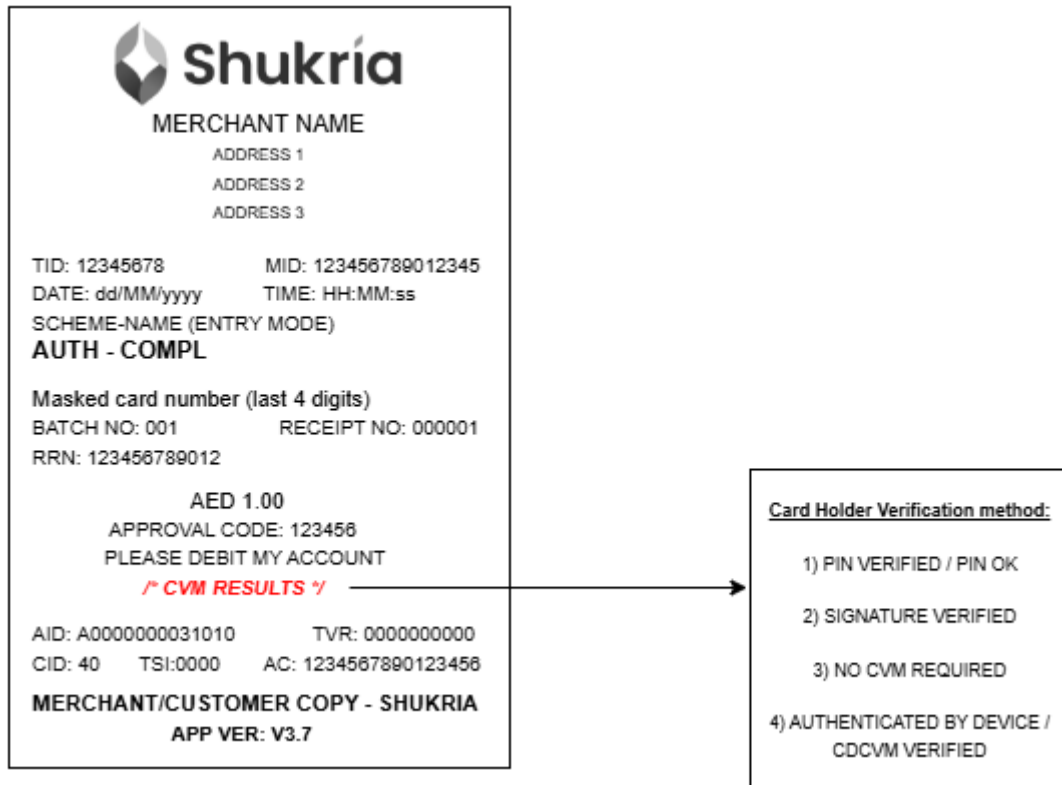 Shukria
MERCHANT NAME
ADDRESS 1
ADDRESS 2
ADDRESS 3
TID: 12345678 MID: 123456789012345
DATE: dd/MM/yyyy TIME: HH:MM:ss
SCHEME-NAME (ENTRY MODE)
AUTH - COMPL
Masked card number (last 4 digits)
BATCH NO: 001 RECEIPT NO: 000001
RRN: 123456789012
AED 1.00
APPROVAL CODE: 123456
PLEASE DEBIT MY ACCOUNT
/* CVM RESULTS */
AID: A0000000031010 TVR: 0000000000
CID: 40 TSI:0000 AC: 1234567890123456
MERCHANT/CUSTOMER COPY - SHUKRIA
APP VER: V3.7
Card Holder Verification method:
1) PIN VERIFIED / PIN OK
2) SIGNATURE VERIFIED
3) NO CVM REQUIRED
4) AUTHENTICATED BY DEVICE /
CDCVM VERIFIED